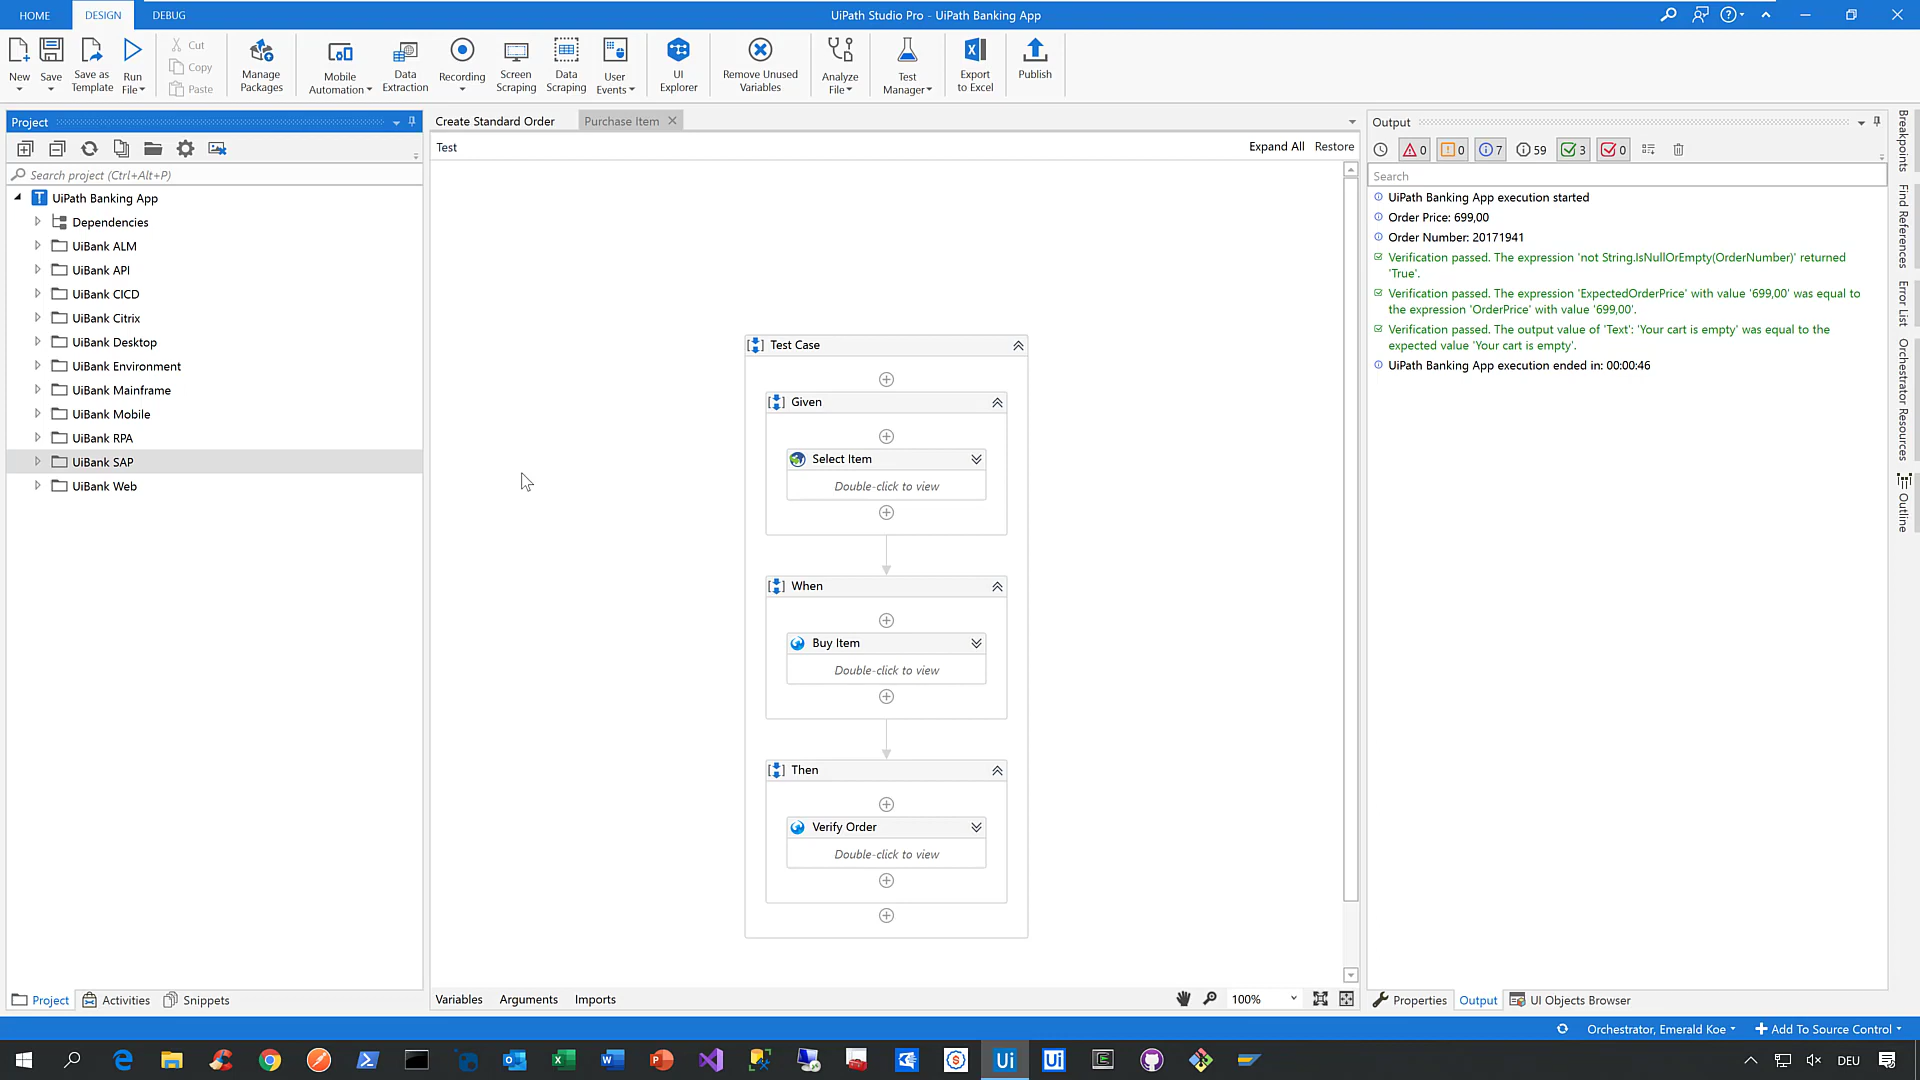 HOME
DESIGN
DEBUG
UiPath Studio Pro - UiPath Banking App
New
Save
Save as Template
Run File
Cut
Copy
Paste
Manage Packages
Mobile Automation
Data Extraction
Recording
Screen Scraping
Data Scraping
User Events
UI Explorer
Remove Unused Variables
Analyze File
Test Manager
Export to Excel
Publish
Project
Search project (Ctrl+Alt+P)
UiPath Banking App
Dependencies
UiBank ALM
UiBank API
UiBank CICD
UiBank Citrix
UiBank Desktop
UiBank Environment
UiBank Mainframe
UiBank Mobile
UiBank RPA
UiBank SAP
UiBank Web
Project
Activities
Snippets
Create Standard Order
Purchase Item
Test
Expand All
Restore
Test Case
Given
Select Item
Double-click to view
When
Buy Item
Double-click to view
Then
Verify Order
Double-click to view
Variables
Arguments
Imports
100%
Output
0
0
7
59
3
0
Search
UiPath Banking App execution started
Order Price: 699,00
Order Number: 20171941
Verification passed. The expression 'not String.IsNullOrEmpty(OrderNumber)' returned
'True'.
Verification passed. The expression 'ExpectedOrderPrice' with value '699,00' was equal to
the expression 'OrderPrice' with value '699,00'.
Verification passed. The output value of 'Text': 'Your cart is empty' was equal to the
expected value 'Your cart is empty'.
UiPath Banking App execution ended in: 00:00:46
Properties
Output
UI Objects Browser
Breakpoints
Find References
Error List
Orchestrator Resources
Outline
Orchestrator, Emerald Koe
Add To Source Control
DEU